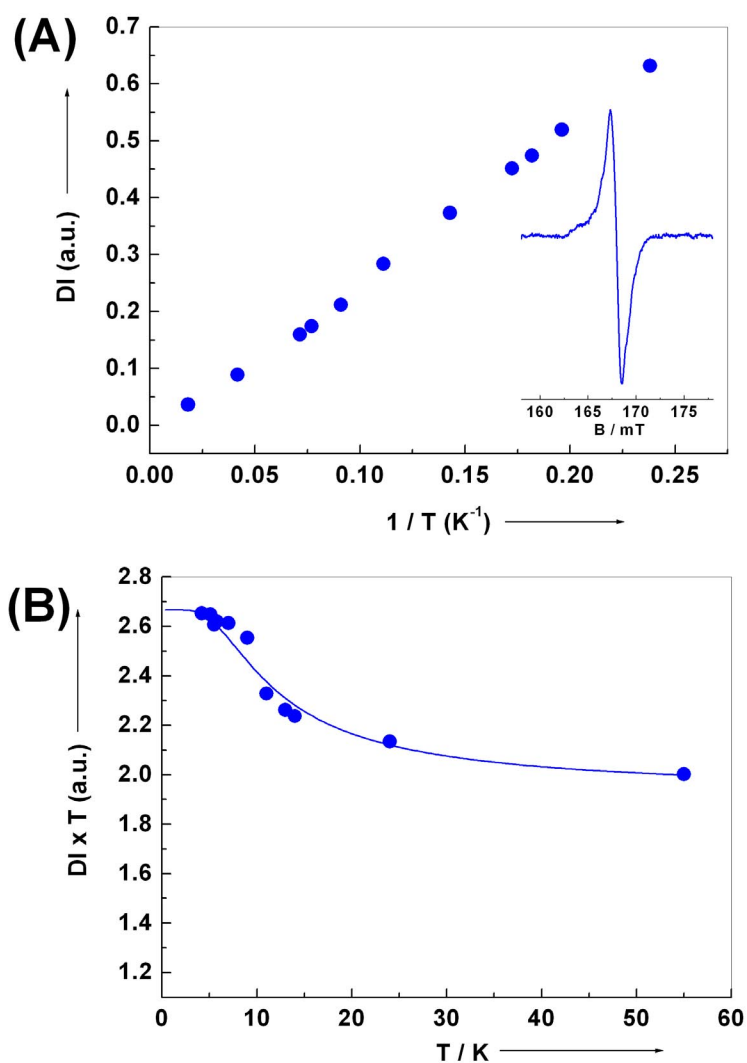 (A)
0.7
0.6
0.5
0.4
0.3
0.2
0.1
0.0
DI (a.u.)
0.00 0.05 0.10 0.15 0.20 0.25
1 / T (K⁻¹)
160 165 170 175
B / mT
(B)
2.8
2.6
2.4
2.2
2.0
1.8
1.6
1.4
1.2
DI x T (a.u.)
0 10 20 30 40 50 60
T / K